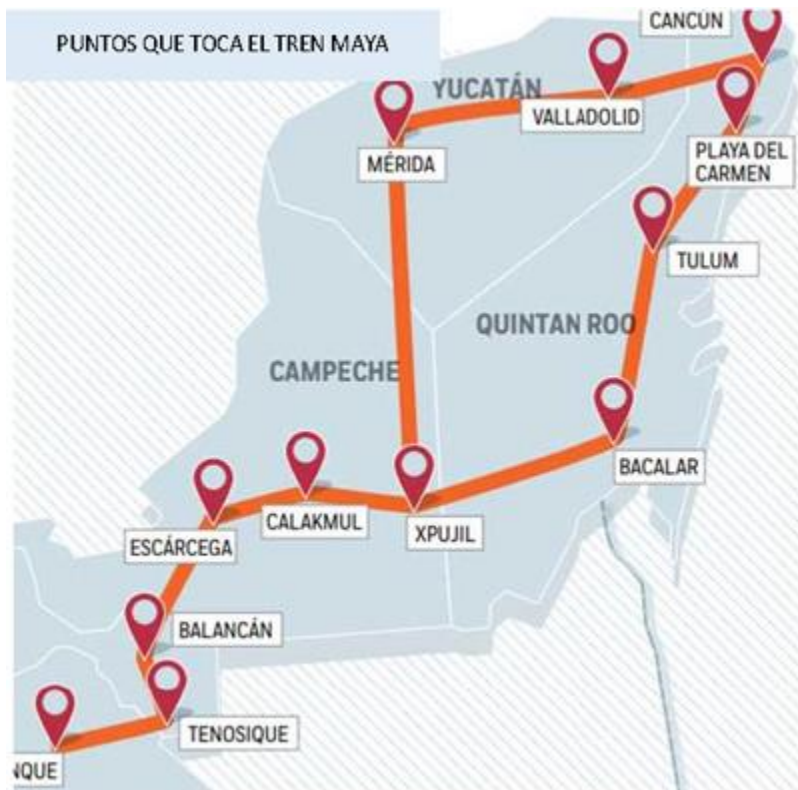 PUNTOS QUE TOCA EL TREN MAYA
CANCÚN
YUCATÁN
VALLADOLID
MÉRIDA
PLAYA DEL
CARMEN
TULUM
QUINTAN ROO
CAMPECHE
BACALAR
CALAKMUL
XPUJIL
ESCÁRCEGA
BALANCÁN
TENOSIQUE
NQUE